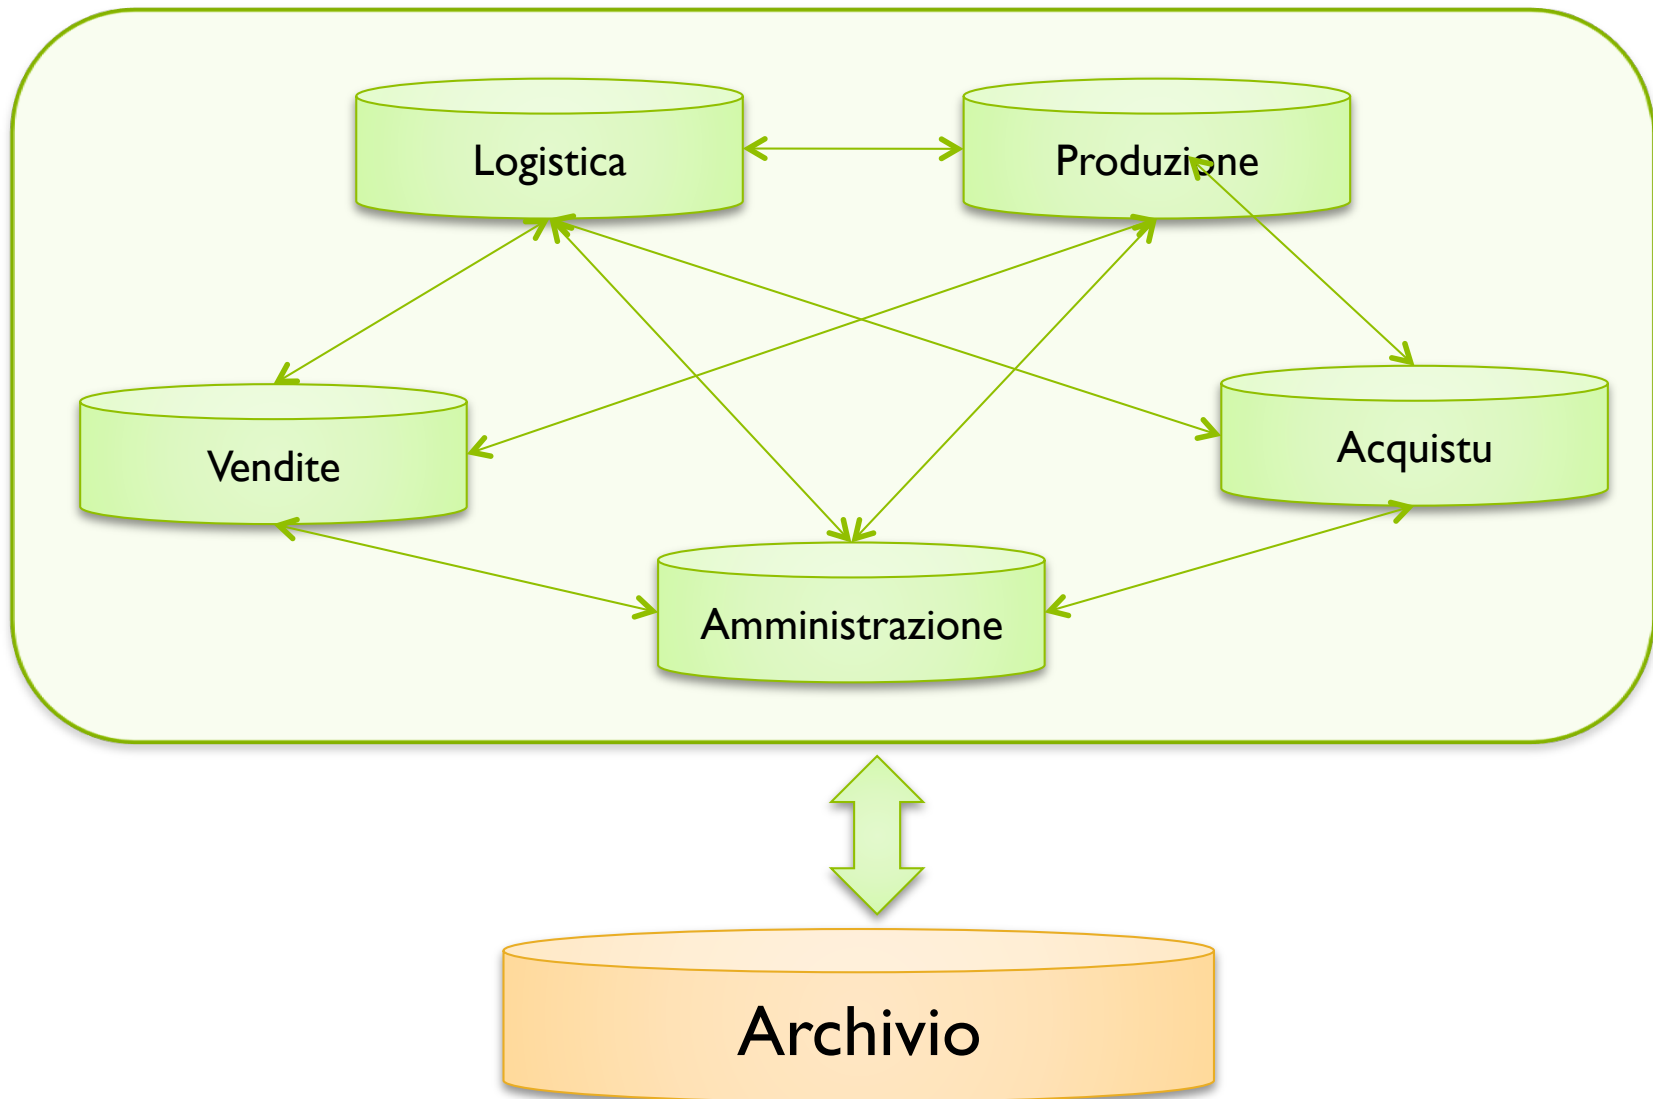 Logistica
Produzione
Vendite
Acquistu
Amministrazione
Archivio